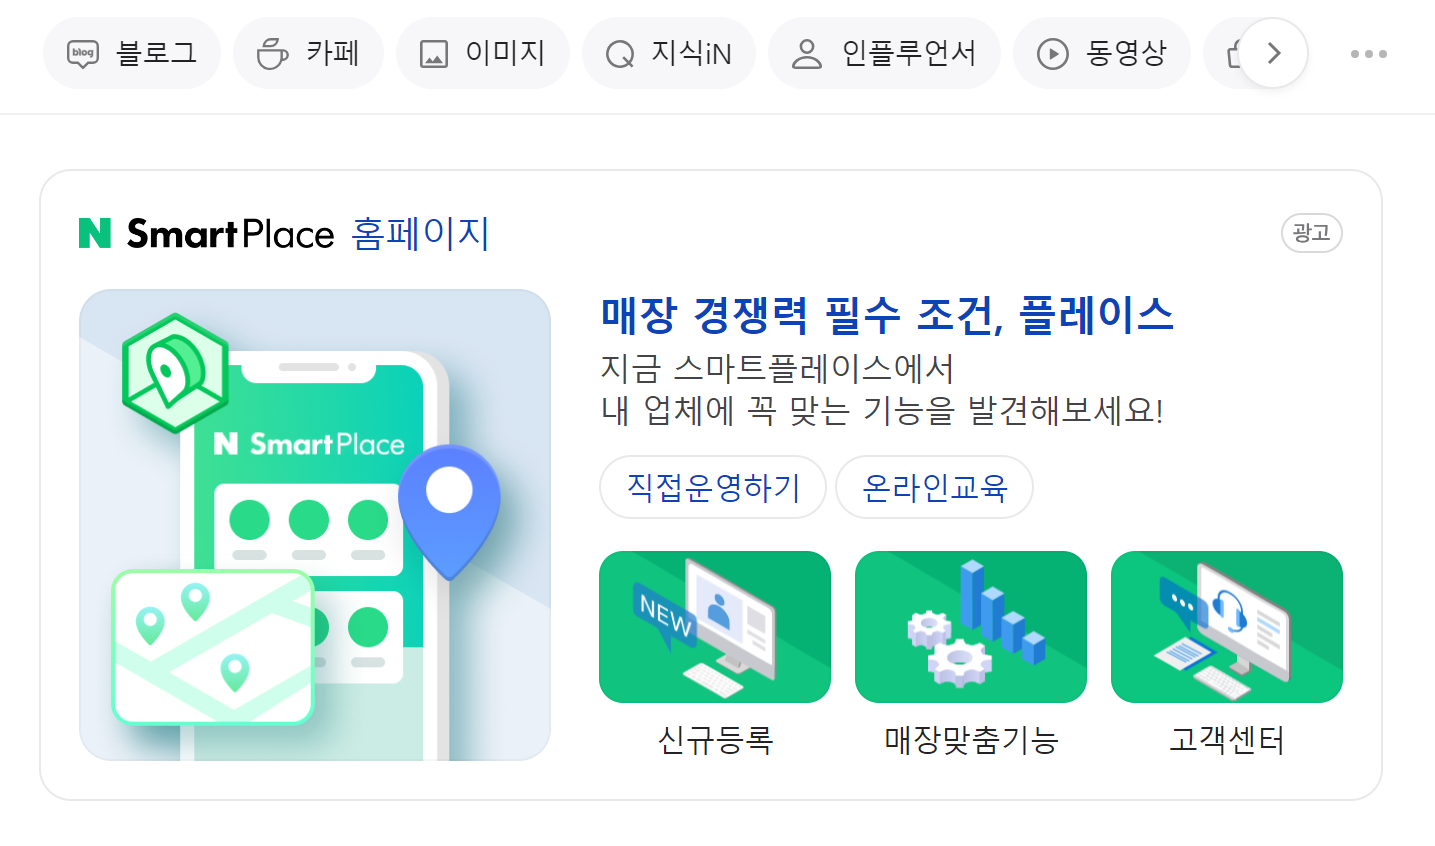 blog 블로그 카페 이미지 지식iN 인플루언서 동영상
N SmartPlace 홈페이지
광고
N SmartPlace
매장 경쟁력 필수 조건, 플레이스
지금 스마트플레이스에서
내 업체에 꼭 맞는 기능을 발견해보세요!
직접운영하기 온라인교육
NEW
신규등록 매장맞춤기능 고객센터